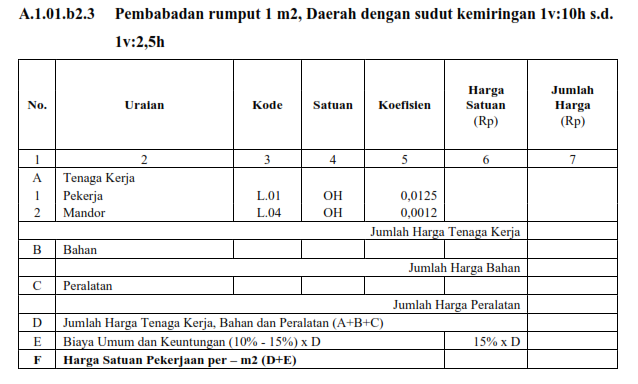 A.1.01.b2.3 Pembabadan rumput 1 m2, Daerah dengan sudut kemiringan 1v:10h s.d.
1v:2,5h
No. Uraian Kode Satuan Koefisien Harga Satuan (Rp) Jumlah Harga (Rp)
1 2 3 4 5 6 7
A Tenaga Kerja
1 Pekerja L.01 OH 0,0125
2 Mandor L.04 OH 0,0012
Jumlah Harga Tenaga Kerja
B Bahan
Jumlah Harga Bahan
C Peralatan
Jumlah Harga Peralatan
D Jumlah Harga Tenaga Kerja, Bahan dan Peralatan (A+B+C)
E Biaya Umum dan Keuntungan (10% - 15%) x D 15% x D
F Harga Satuan Pekerjaan per – m2 (D+E)